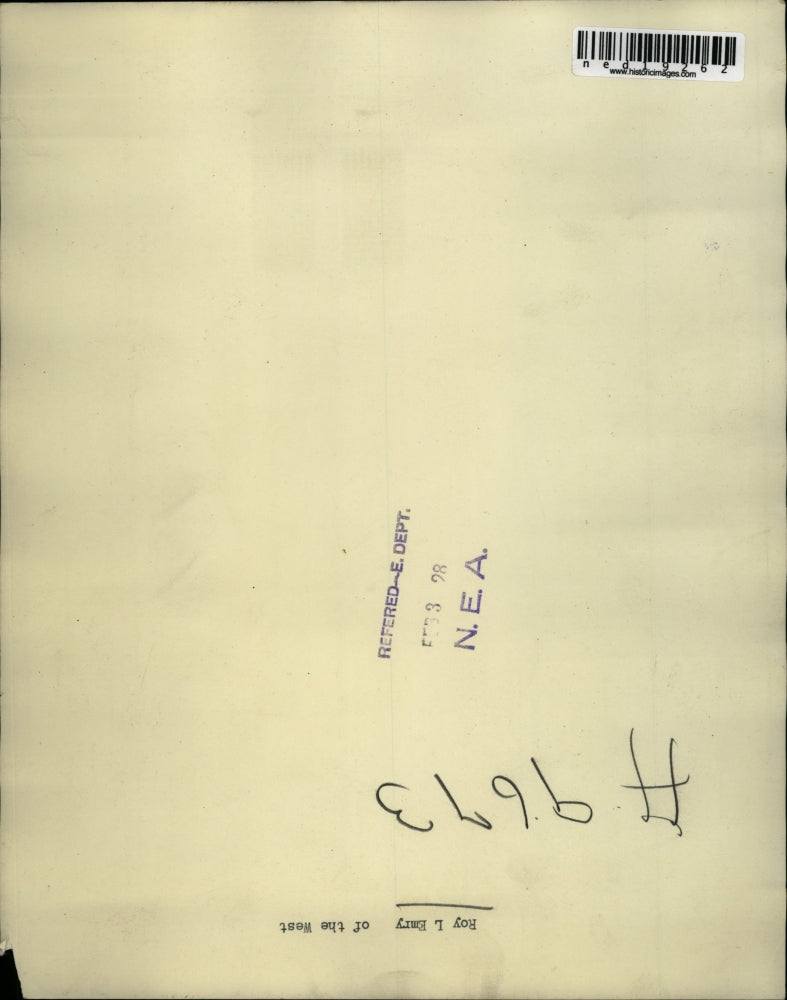 ned19262
www.historicimages.com
REFERED-E. DEPT.
FEB 3 28
N. E. A.
A 9673
Roy L Emry of the West